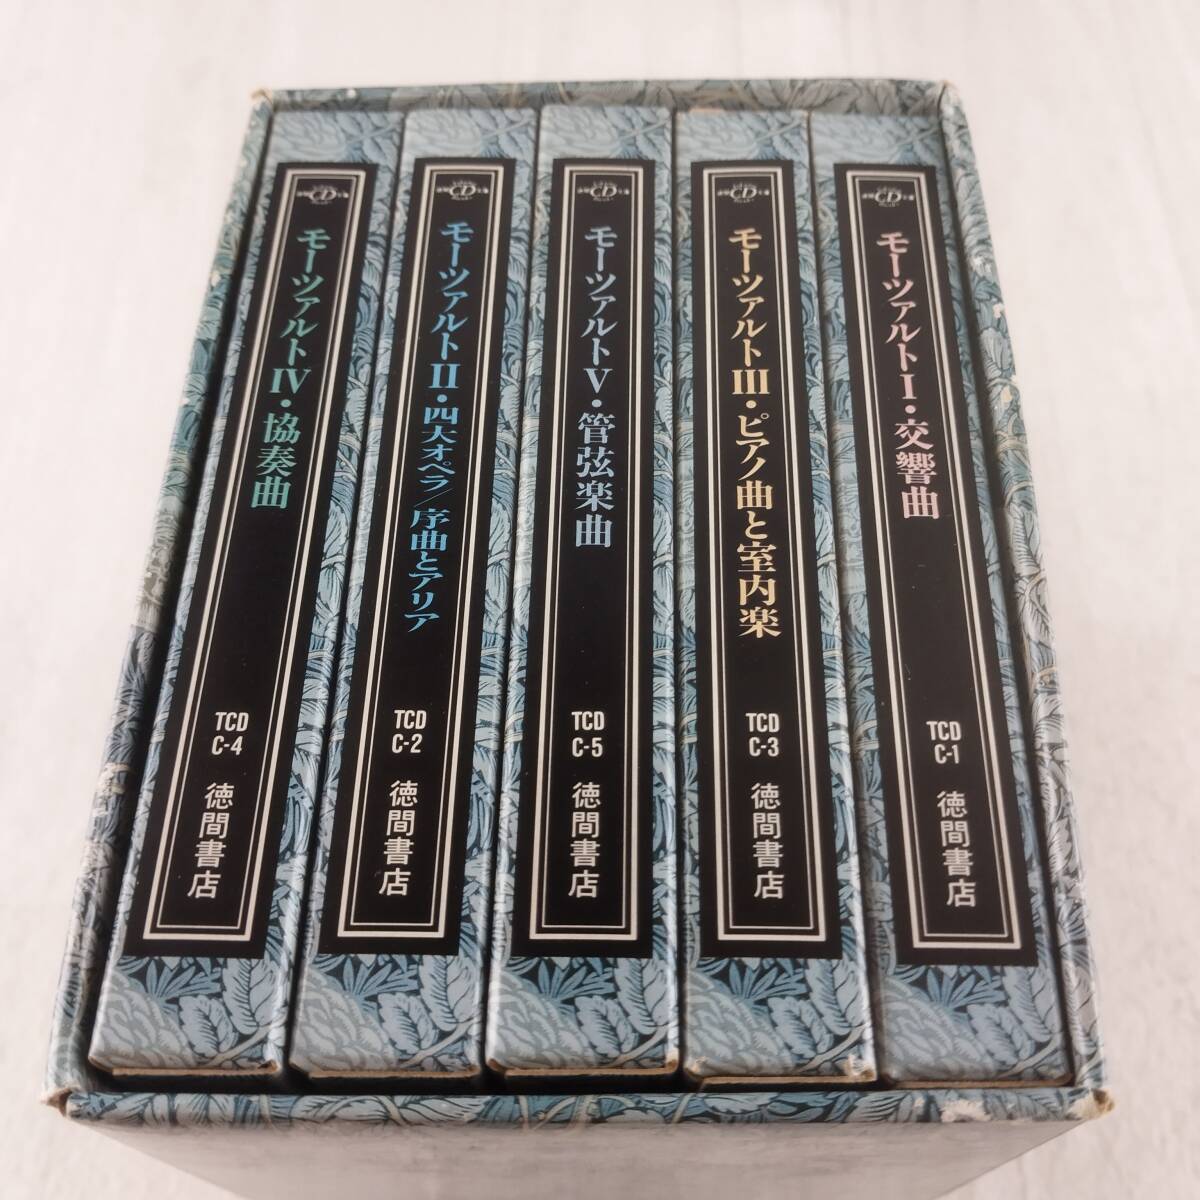 CD
モーツァルトIV・協奏曲
TCD
C-4
徳間書店
CD
モーツァルトII・四大オペラ/序曲とアリア
TCD
C-2
徳間書店
CD
モーツァルトV・管弦楽曲
TCD
C-5
徳間書店
CD
モーツァルトIII・ピアノ曲と室内楽
TCD
C-3
徳間書店
CD
モーツァルトI・交響曲
TCD
C-1
徳間書店